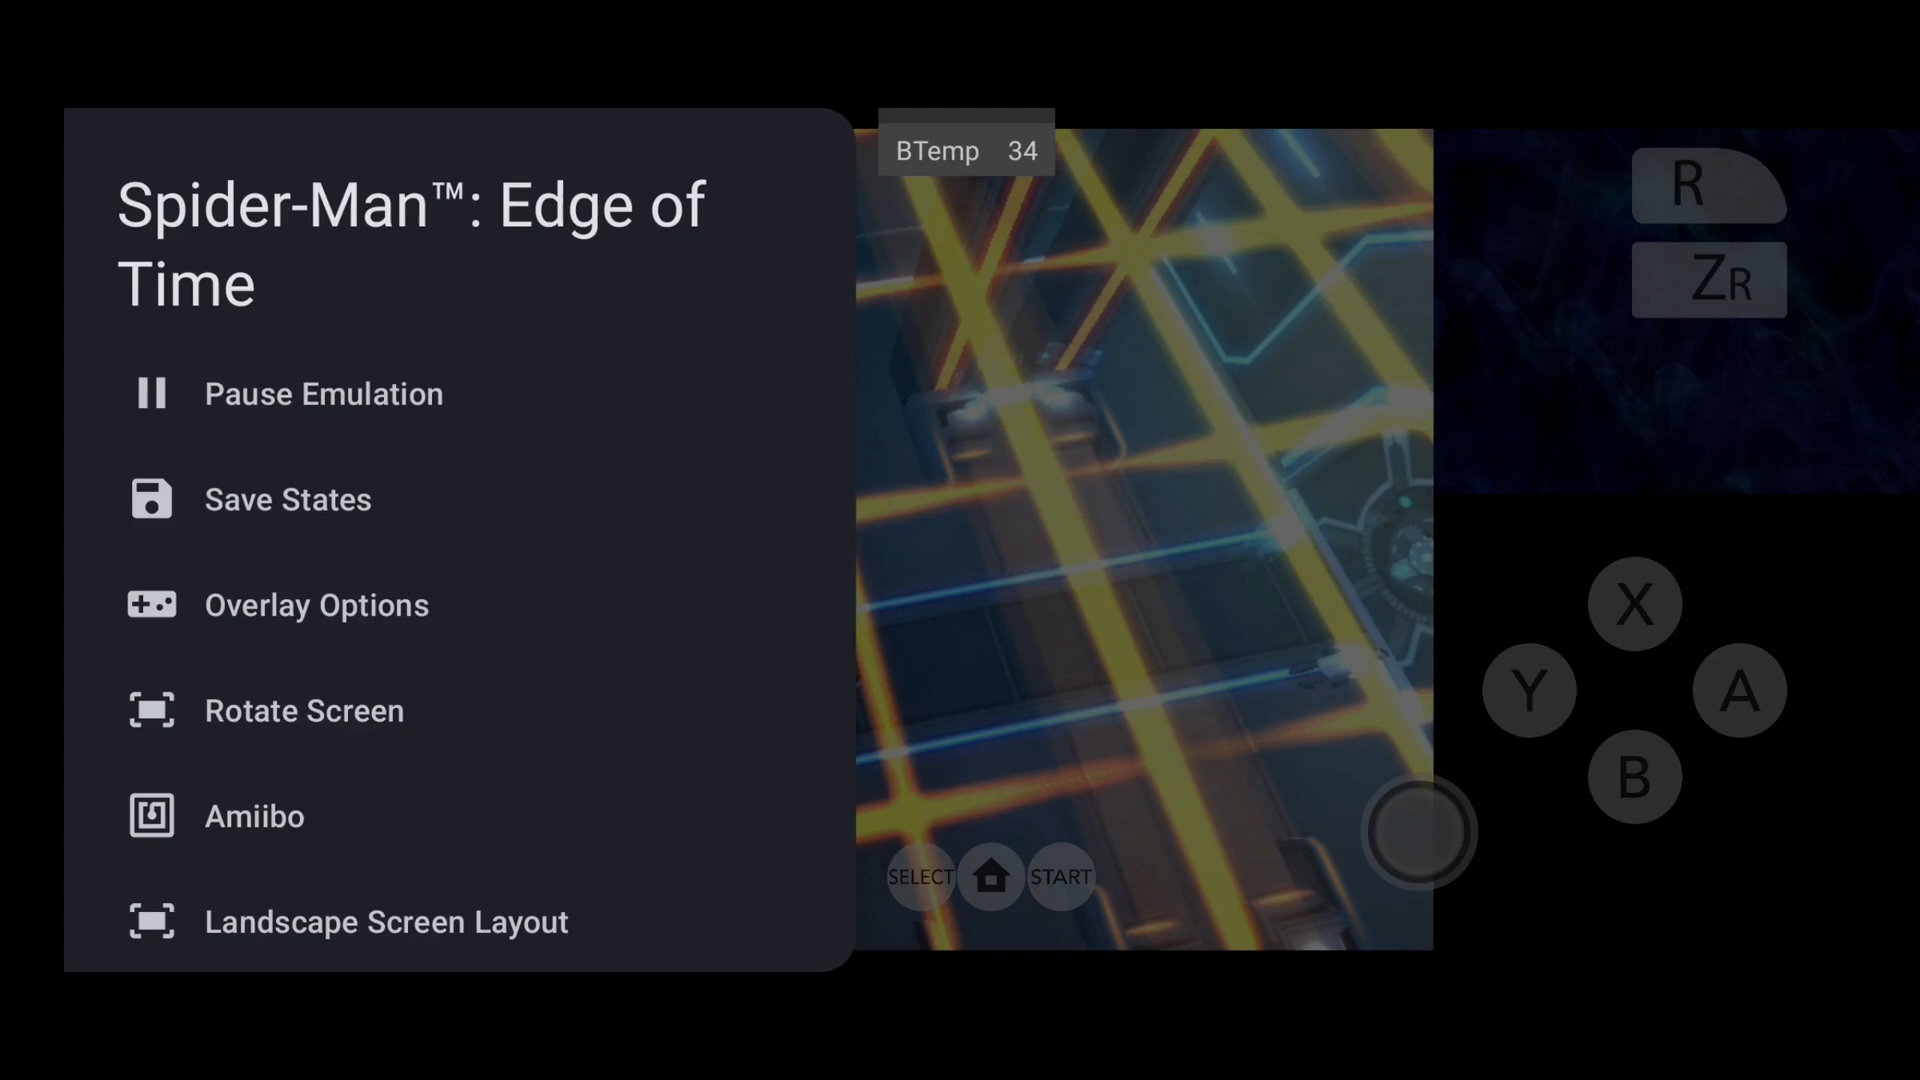 Spider-Man™: Edge of
Time
Pause Emulation
Save States
Overlay Options
Rotate Screen
Amiibo
Landscape Screen Layout
BTemp 34
SELECT
START
R
ZR
X
Y
A
B